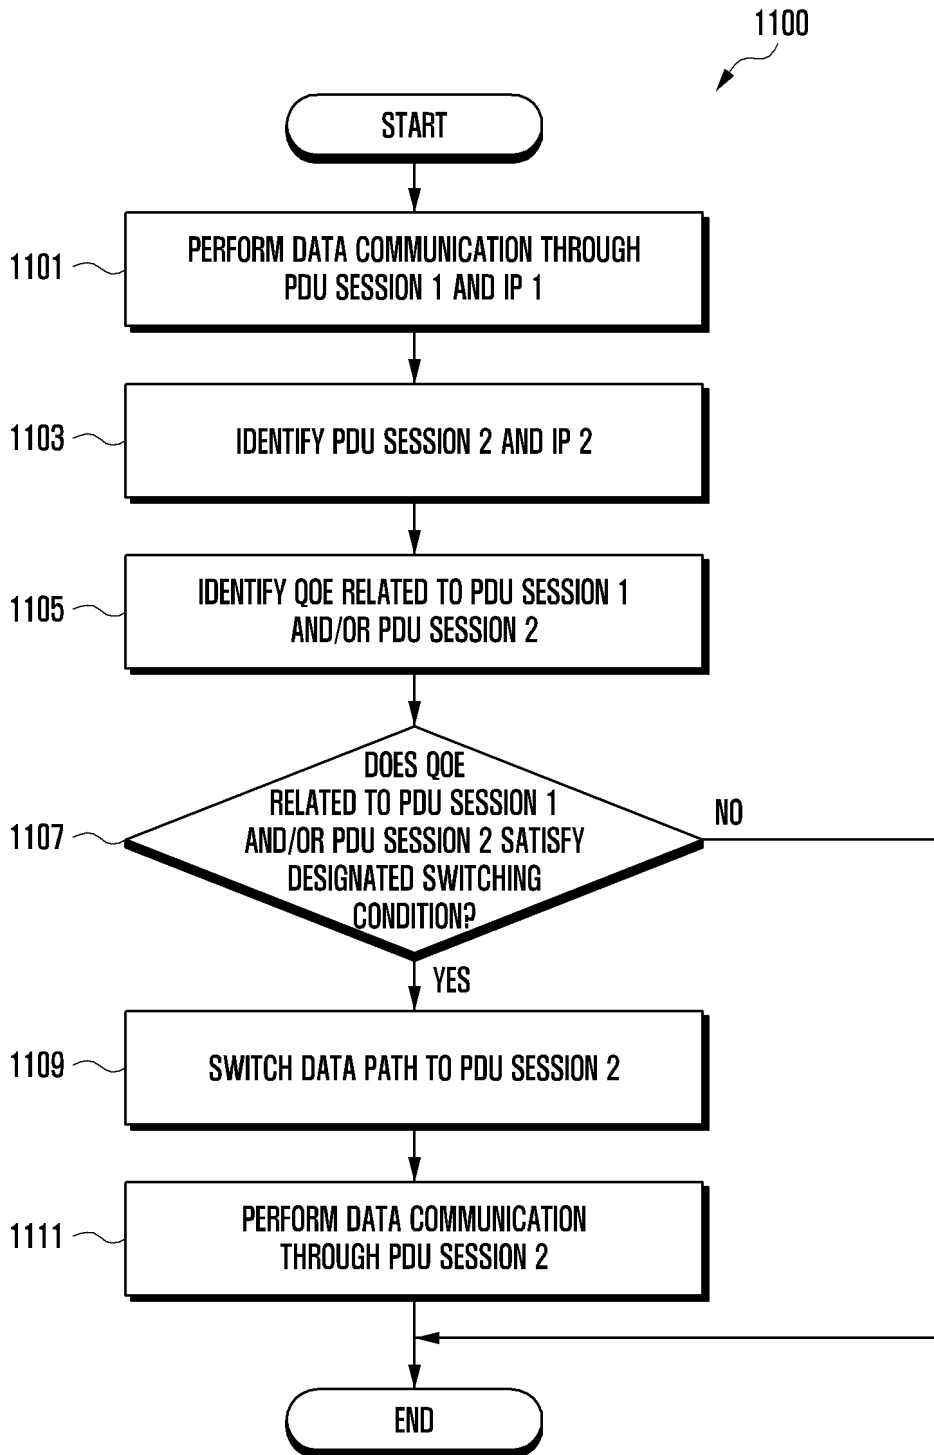 1100
START
1101
PERFORM DATA COMMUNICATION THROUGH
PDU SESSION 1 AND IP 1
1103
IDENTIFY PDU SESSION 2 AND IP 2
1105
IDENTIFY QOE RELATED TO PDU SESSION 1
AND/OR PDU SESSION 2
1107
DOES QOE
RELATED TO PDU SESSION 1
AND/OR PDU SESSION 2 SATISFY
DESIGNATED SWITCHING
CONDITION?
NO
YES
1109
SWITCH DATA PATH TO PDU SESSION 2
1111
PERFORM DATA COMMUNICATION
THROUGH PDU SESSION 2
END